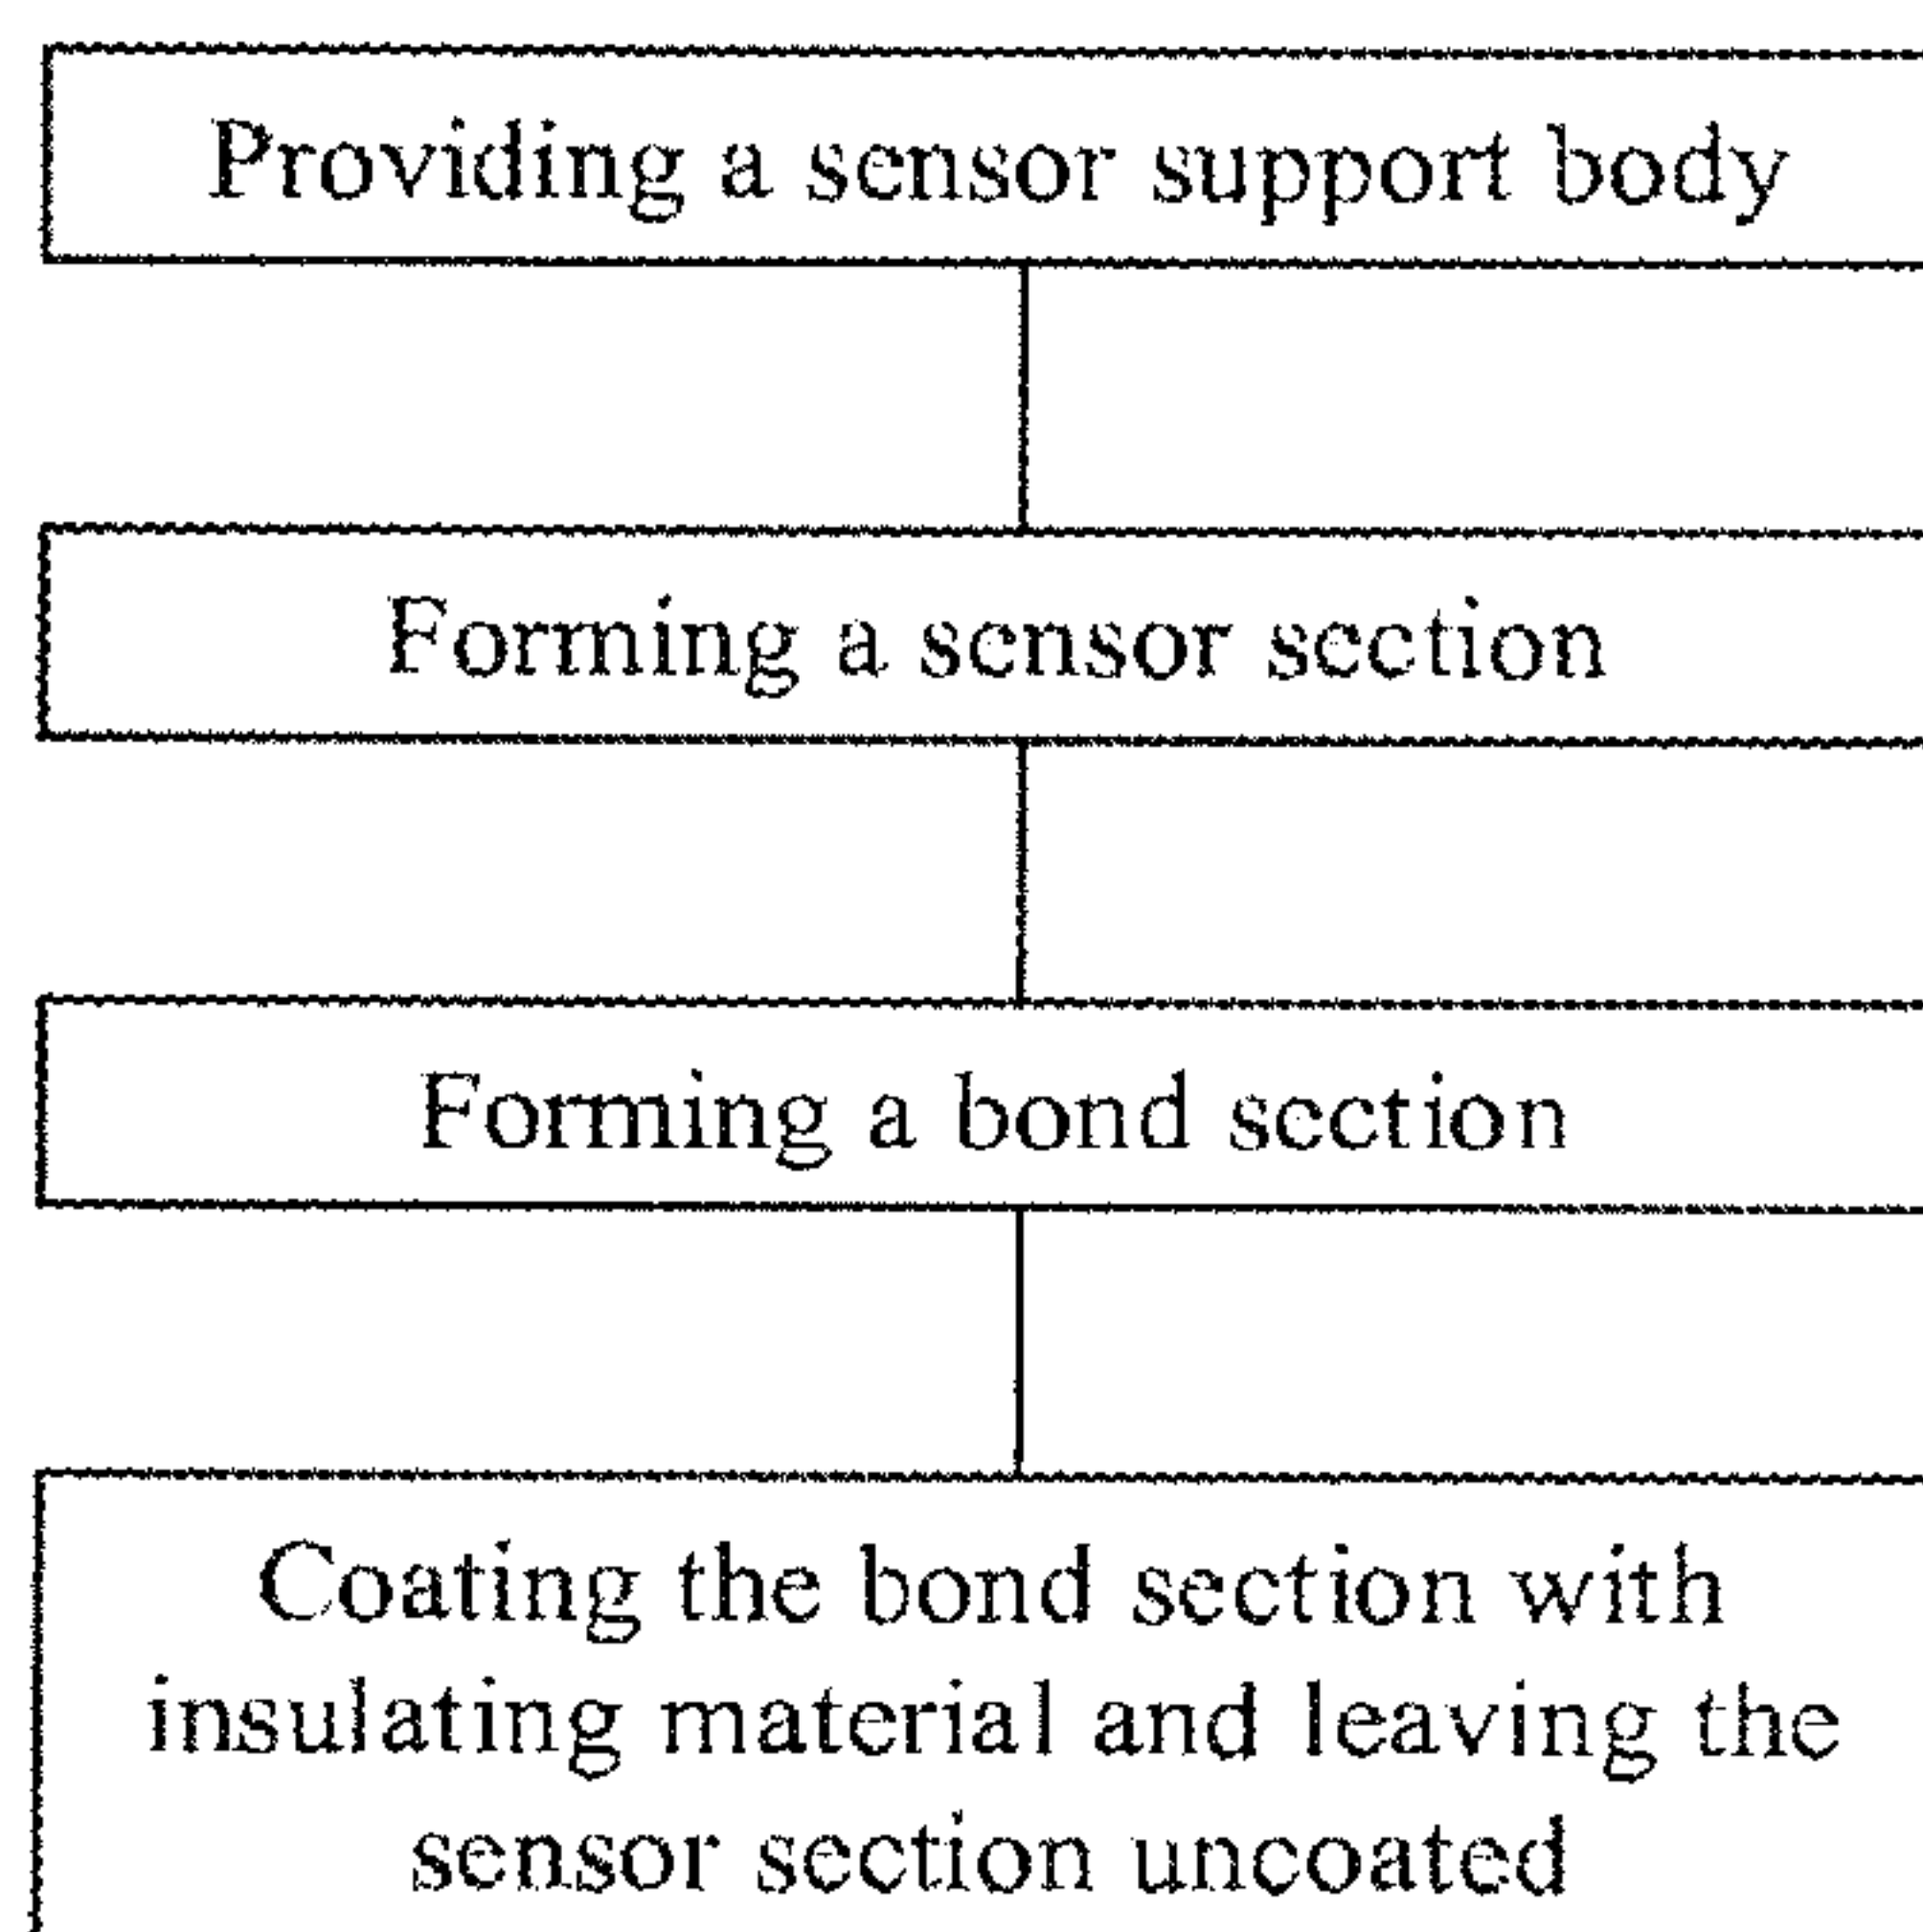 Providing a sensor support body
Forming a sensor section
Forming a bond section
Coating the bond section with
insulating material and leaving the
sensor section uncoated